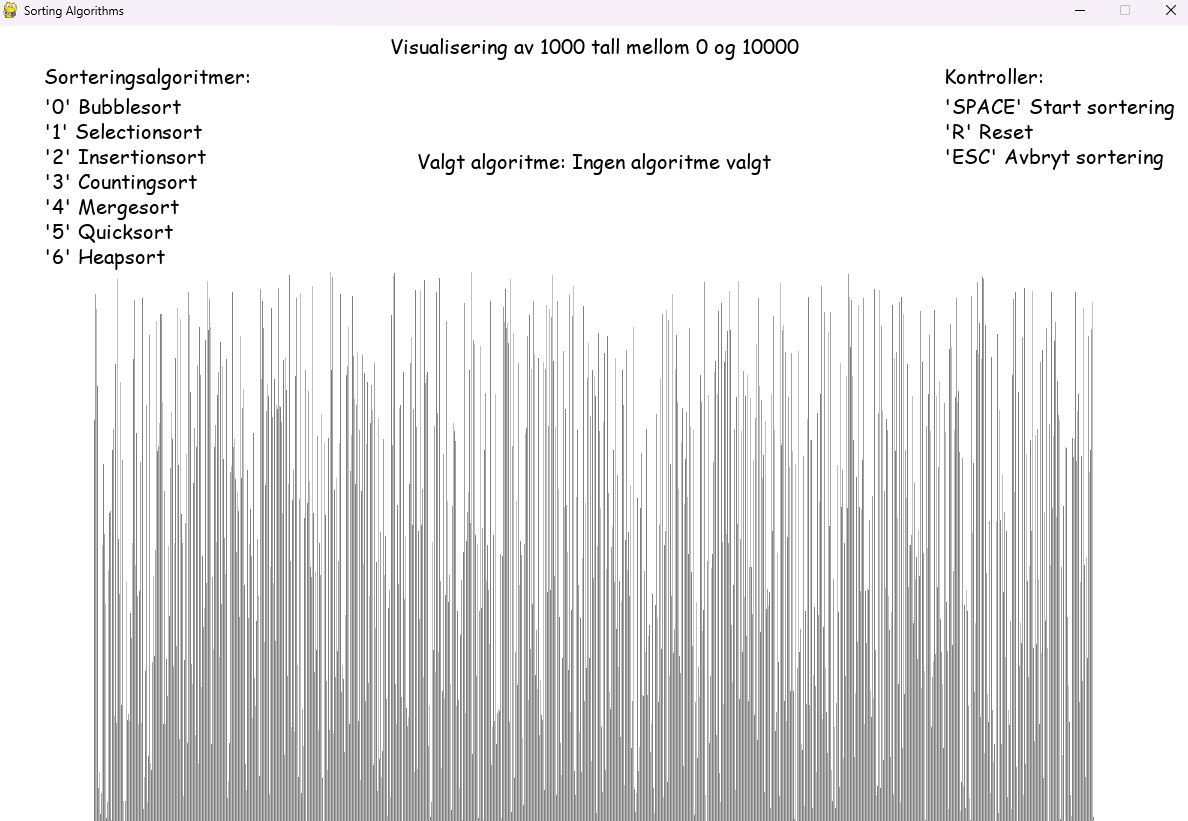 Sorting Algorithms
Visualisering av 1000 tall mellom 0 og 10000
Sorteringsalgoritmer:
'0' Bubblesort
'1' Selectionsort
'2' Insertionsort
'3' Countingsort
'4' Mergesort
'5' Quicksort
'6' Heapsort
Valgt algoritme: Ingen algoritme valgt
Kontroller:
'SPACE' Start sortering
'R' Reset
'ESC' Avbryt sortering